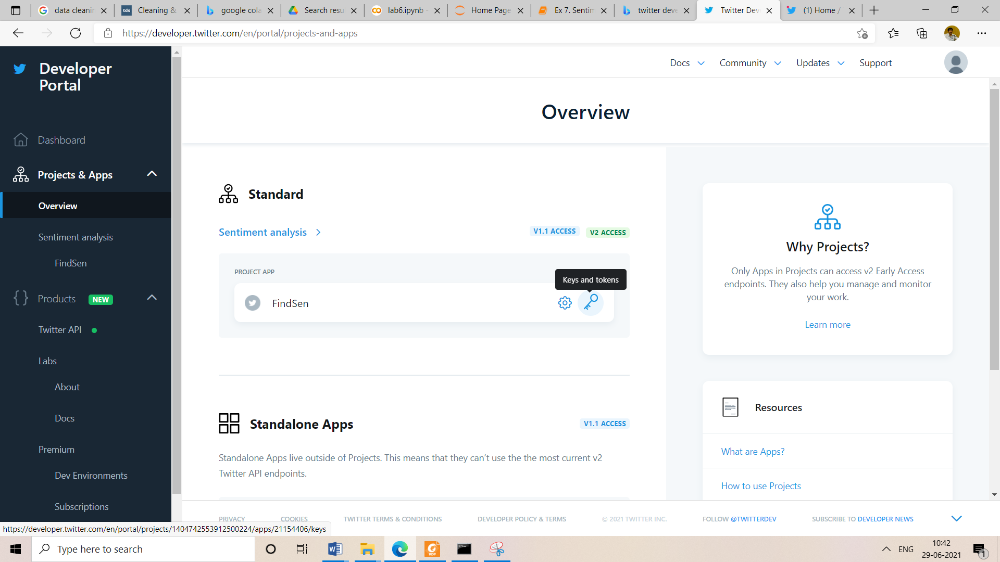 data cleanin
Cleaning &
google cola
Search resu
lab6.ipynb -
Home Page
Ex 7. Sentim
twitter deve
Twitter Dev
(1) Home /
https://developer.twitter.com/en/portal/projects-and-apps
Developer
Portal
Docs
Community
Updates
Support
Overview
Dashboard
Projects & Apps
Overview
Sentiment analysis
FindSen
Products NEW
Twitter API
Labs
About
Docs
Premium
Dev Environments
Subscriptions
Standard
Sentiment analysis
V1.1 ACCESS
V2 ACCESS
PROJECT APP
Keys and tokens
FindSen
Standalone Apps
V1.1 ACCESS
Standalone Apps live outside of Projects. This means that they can’t use the the most current v2
Twitter API endpoints.
Why Projects?
Only Apps in Projects can access v2 Early Access
endpoints. They also help you manage and monitor
your work.
Learn more
Resources
What are Apps?
How to use Projects
PRIVACY
COOKIES
TWITTER TERMS & CONDITIONS
DEVELOPER POLICY & TERMS
© 2021 TWITTER INC.
FOLLOW @TWITTERDEV
SUBSCRIBE TO DEVELOPER NEWS
https://developer.twitter.com/en/portal/projects/1404742553912500224/apps/21154406/keys
Type here to search
ENG
10:42
29-06-2021
1